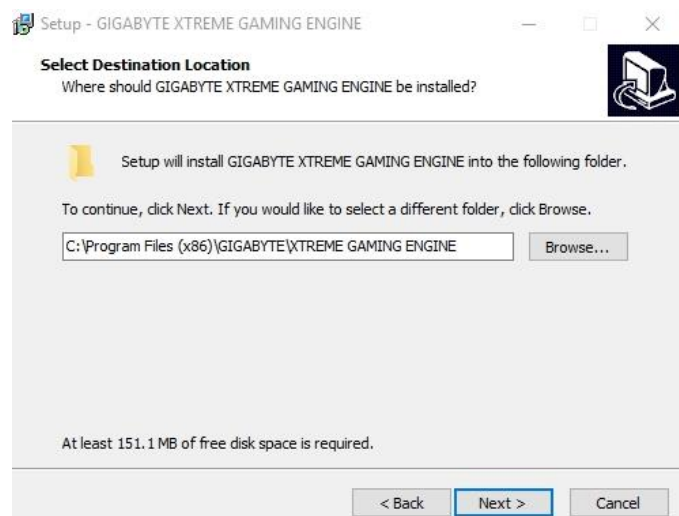 Setup - GIGABYTE XTREME GAMING ENGINE
Select Destination Location
Where should GIGABYTE XTREME GAMING ENGINE be installed?
Setup will install GIGABYTE XTREME GAMING ENGINE into the following folder.
To continue, click Next. If you would like to select a different folder, click Browse.
C:\Program Files (x86)\GIGABYTE\XTREME GAMING ENGINE
Browse...
At least 151.1 MB of free disk space is required.
< Back
Next >
Cancel